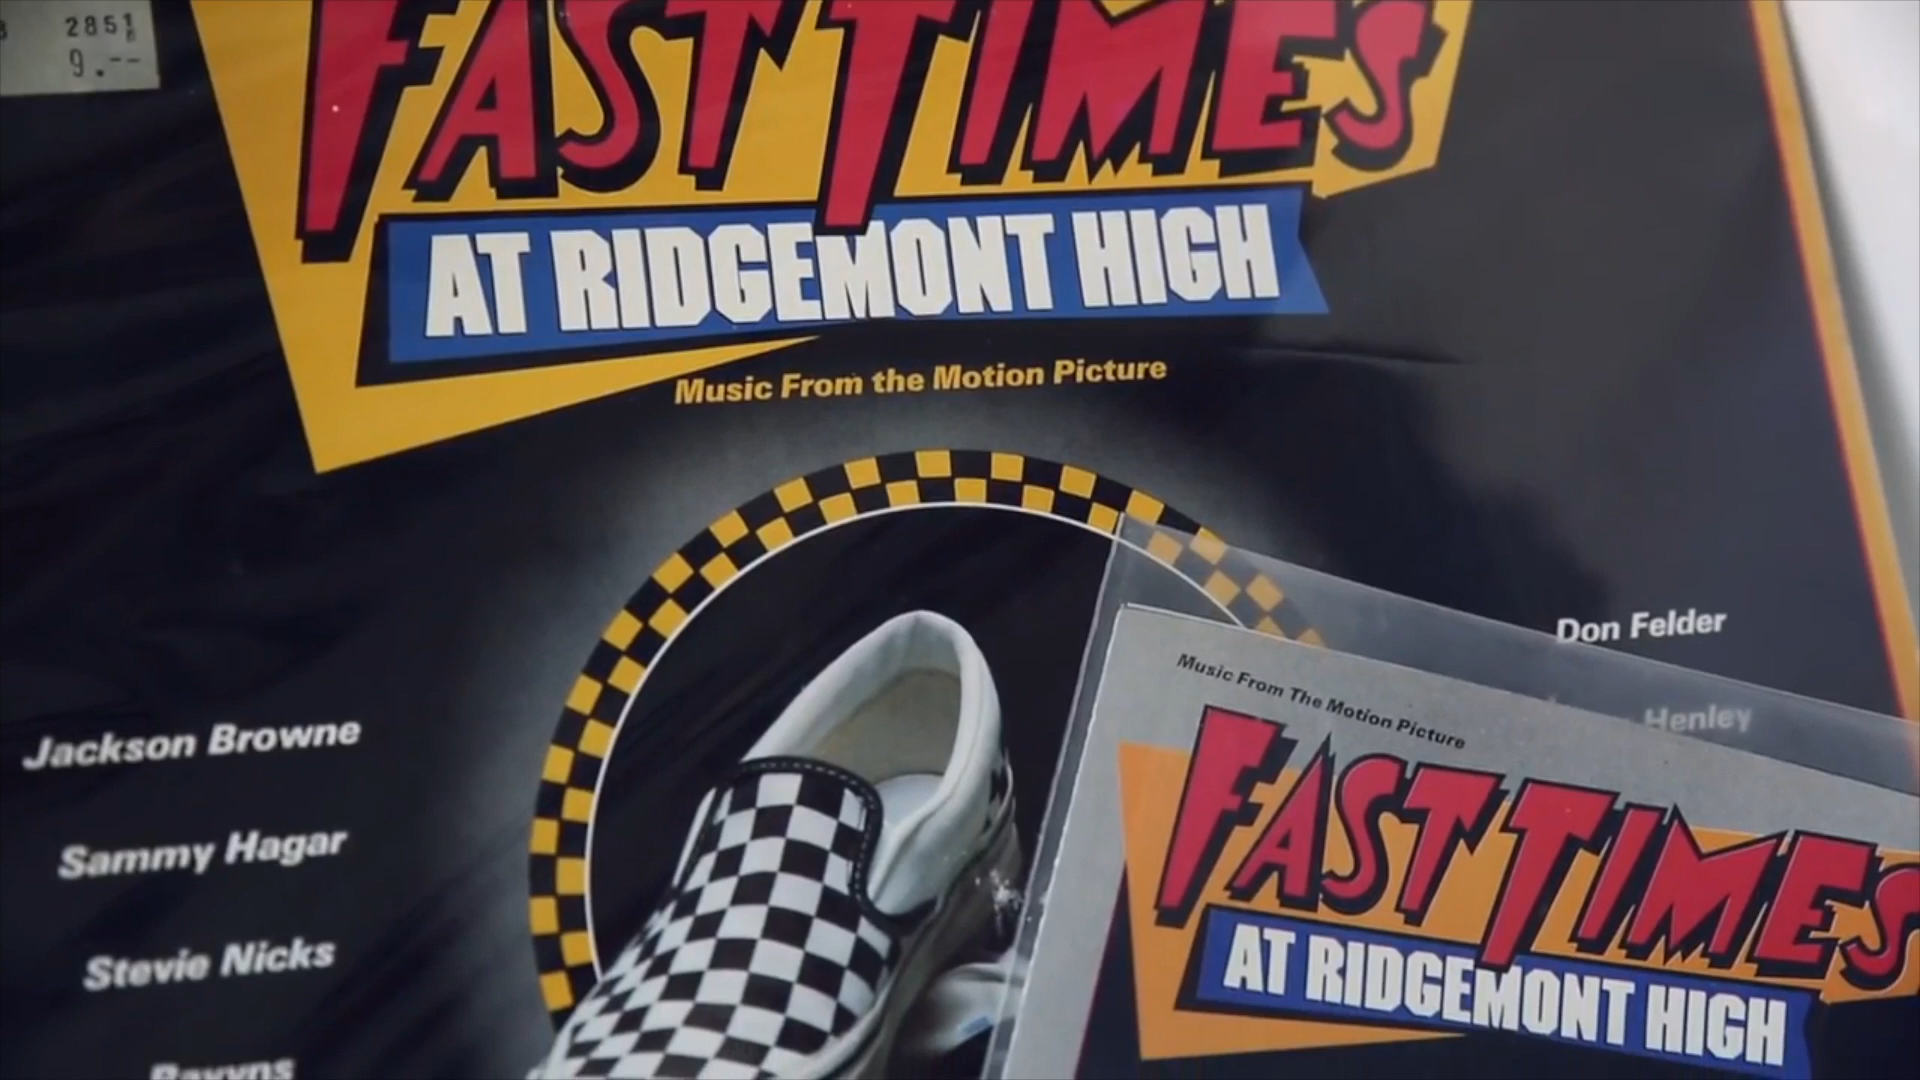 2851
9.--
FAST TIMES
AT RIDGEMONT HIGH
Music From the Motion Picture
Jackson Browne
Sammy Hagar
Stevie Nicks
Ravyns
Don Felder
Henley
Music From The Motion Picture
FAST TIMES
AT RIDGEMONT HIGH